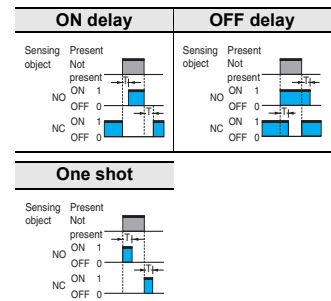 ON delay
OFF delay
Sensing object
Present
Not present
T
NO
ON 1
OFF 0
T
NC
ON 1
OFF 0
Sensing object
Present
Not present
T
NO
ON 1
OFF 0
T
NC
ON 1
OFF 0
One shot
Sensing object
Present
Not present
T
NO
ON 1
OFF 0
T
NC
ON 1
OFF 0